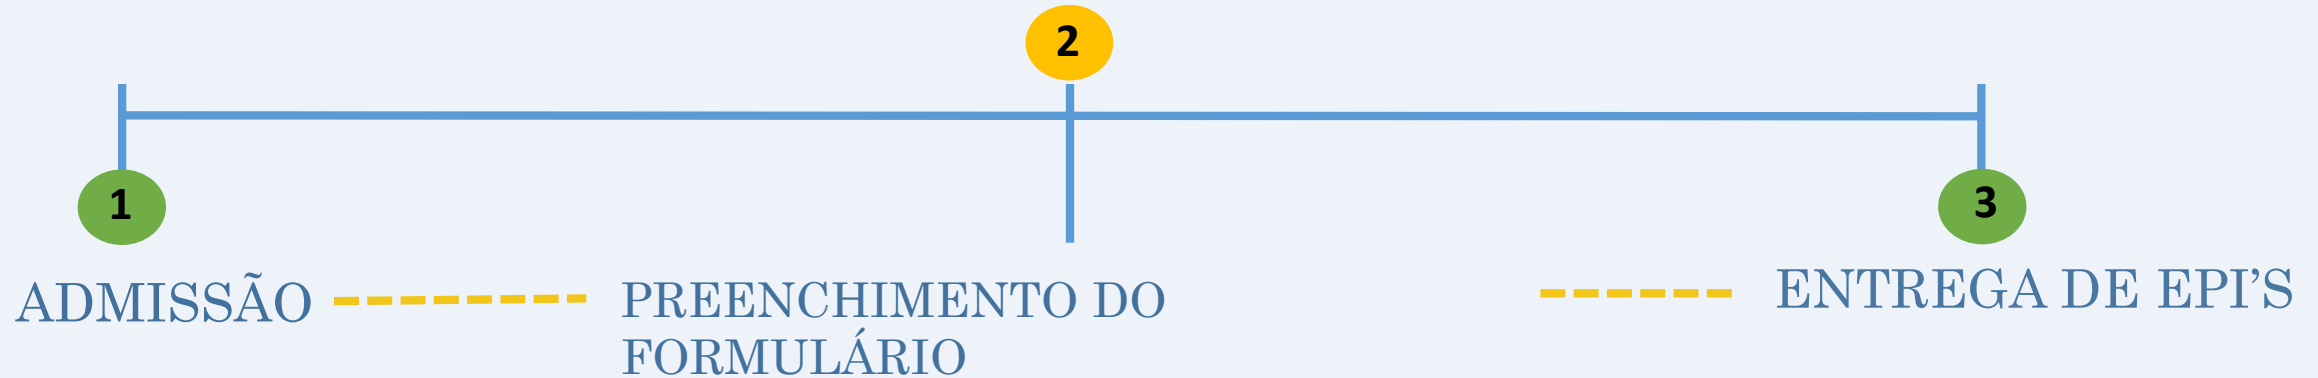 2
1
3
ADMISSÃO
PREENCHIMENTO DO
FORMULÁRIO
ENTREGA DE EPI’S